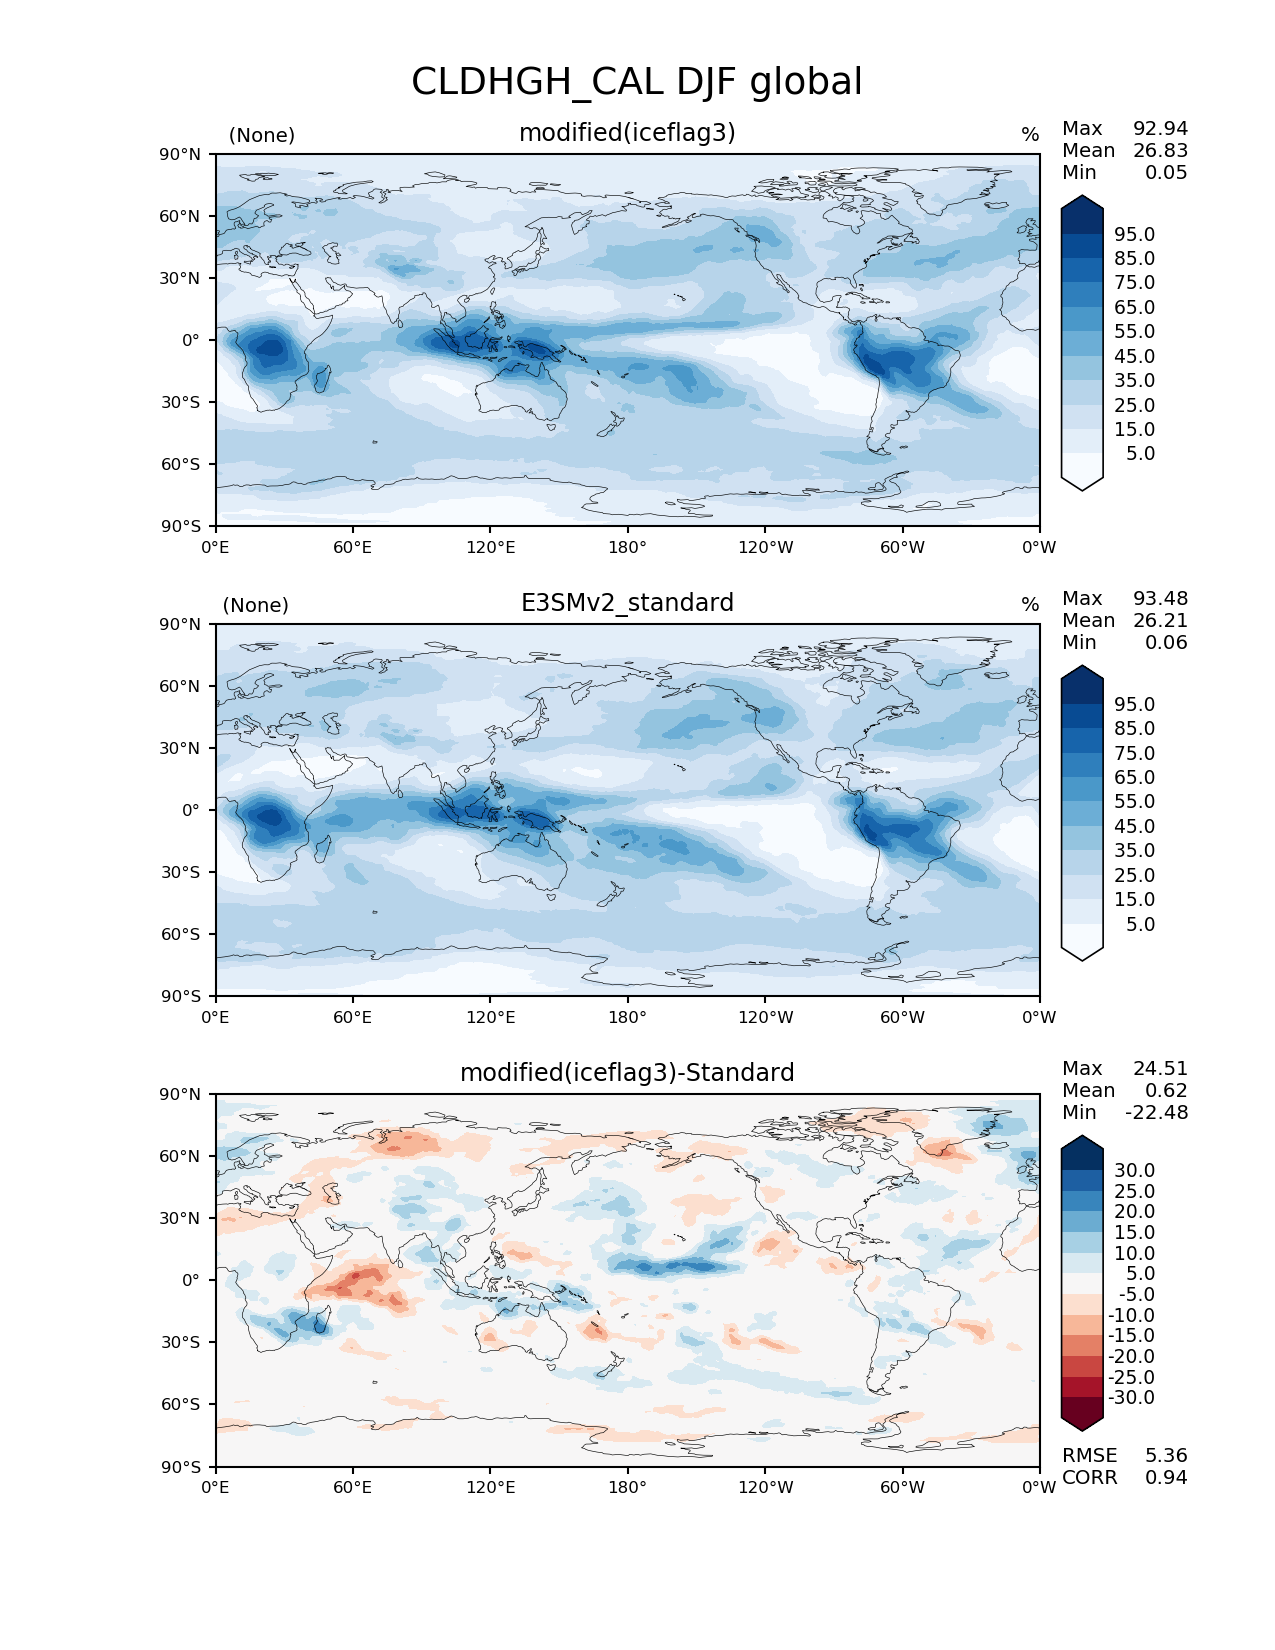 CLDHGH_CAL DJF global
(None) modified(iceflag3) %
Max 92.94
Mean 26.83
Min 0.05
90°N
60°N
30°N
0°
30°S
60°S
90°S
0°E 60°E 120°E 180° 120°W 60°W 0°W
95.0
85.0
75.0
65.0
55.0
45.0
35.0
25.0
15.0
5.0
(None) E3SMv2_standard %
Max 93.48
Mean 26.21
Min 0.06
90°N
60°N
30°N
0°
30°S
60°S
90°S
0°E 60°E 120°E 180° 120°W 60°W 0°W
95.0
85.0
75.0
65.0
55.0
45.0
35.0
25.0
15.0
5.0
modified(iceflag3)-Standard
Max 24.51
Mean 0.62
Min -22.48
90°N
60°N
30°N
0°
30°S
60°S
90°S
0°E 60°E 120°E 180° 120°W 60°W 0°W
30.0
25.0
20.0
15.0
10.0
5.0
-5.0
-10.0
-15.0
-20.0
-25.0
-30.0
RMSE 5.36
CORR 0.94